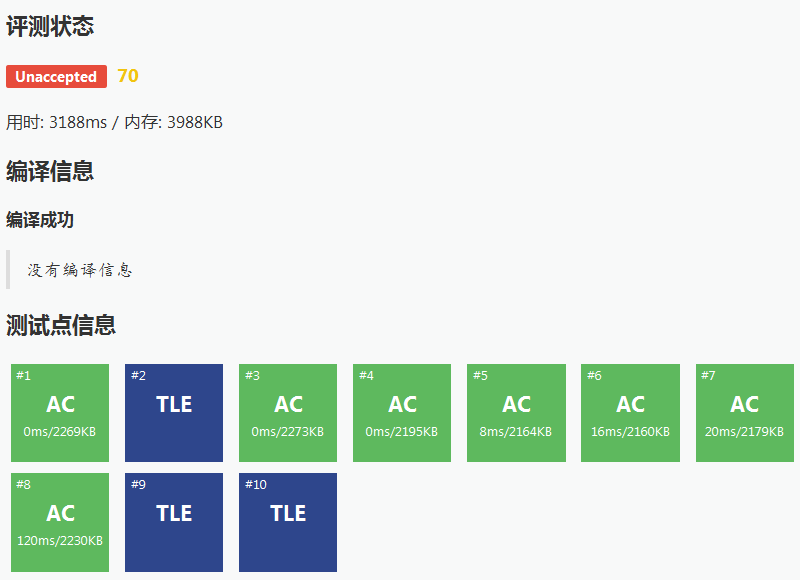 评测状态
Unaccepted 70
用时: 3188ms / 内存: 3988KB
编译信息
编译成功
没有编译信息
测试点信息
#1 #2 #3 #4 #5 #6 #7
AC TLE AC AC AC AC AC
0ms/2269KB 0ms/2273KB 0ms/2195KB 8ms/2164KB 16ms/2160KB 20ms/2179KB
#8 #9 #10
AC TLE TLE
120ms/2230KB